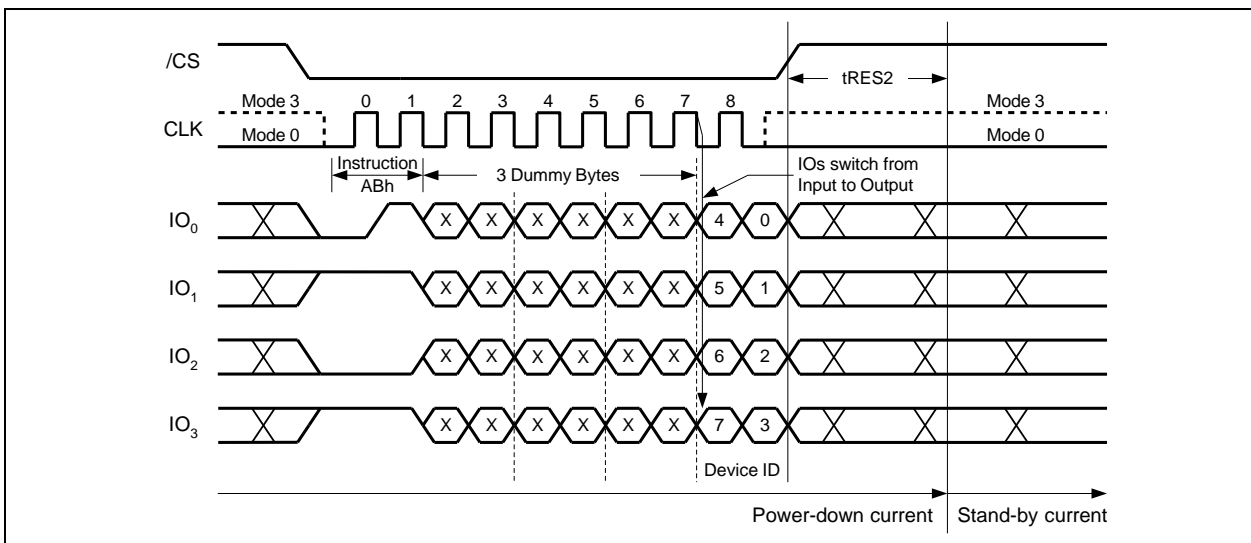 /CS
tRES2
Mode 3 0 1 2 3 4 5 6 7 8 Mode 3
CLK
Mode 0 Mode 0
Instruction
ABh
3 Dummy Bytes
IOs switch from
Input to Output
IO0 X X X X X X 4 0
IO1 X X X X X X 5 1
IO2 X X X X X X 6 2
IO3 X X X X X X 7 3
Device ID
Power-down current Stand-by current